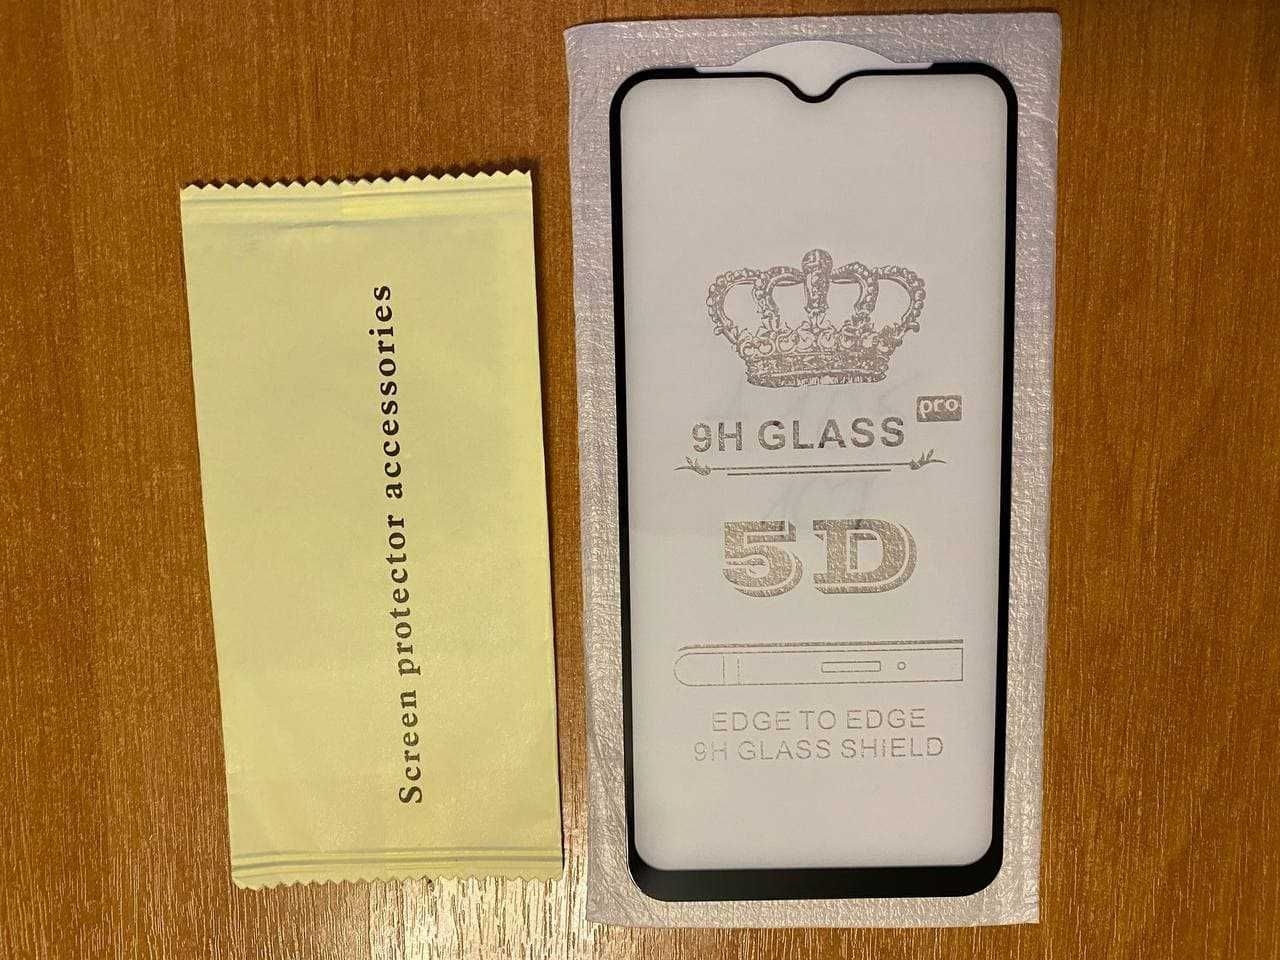 Screen protector accessories
9H GLASS pro
5D
EDGE TO EDGE
9H GLASS SHIELD